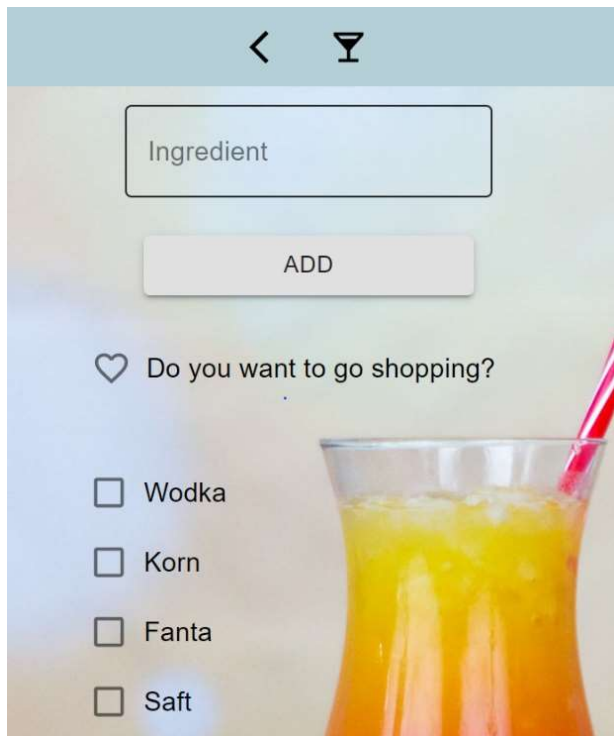 Ingredient
ADD
Do you want to go shopping?
Wodka
Korn
Fanta
Saft